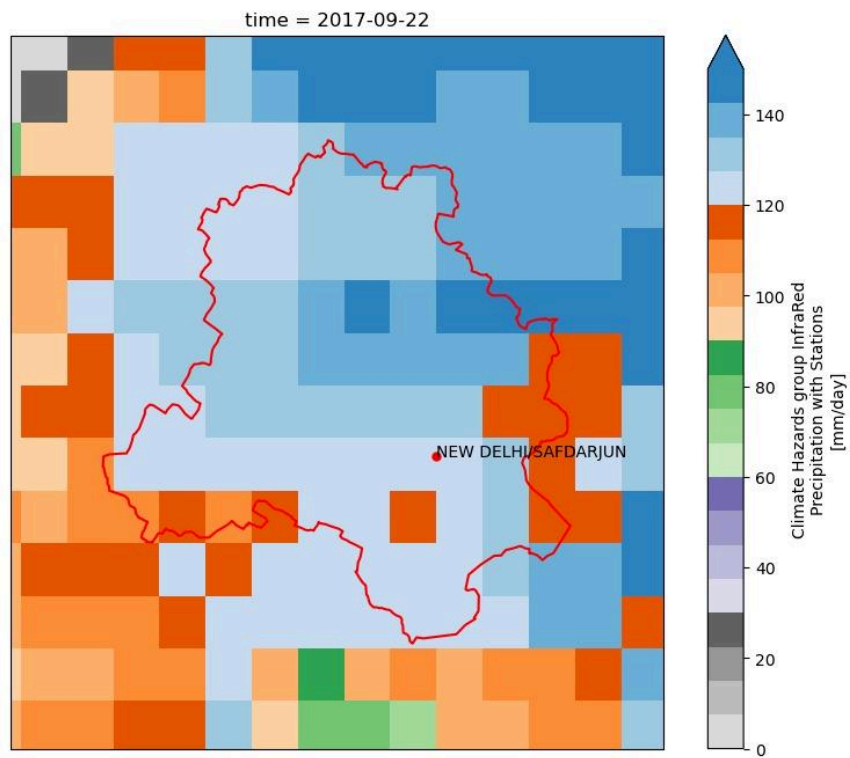 time = 2017-09-22
NEW DELHI/SAFDARJUN
140
120
100
80
60
40
20
0
Climate Hazards group InfraRed
Precipitation with Stations
[mm/day]